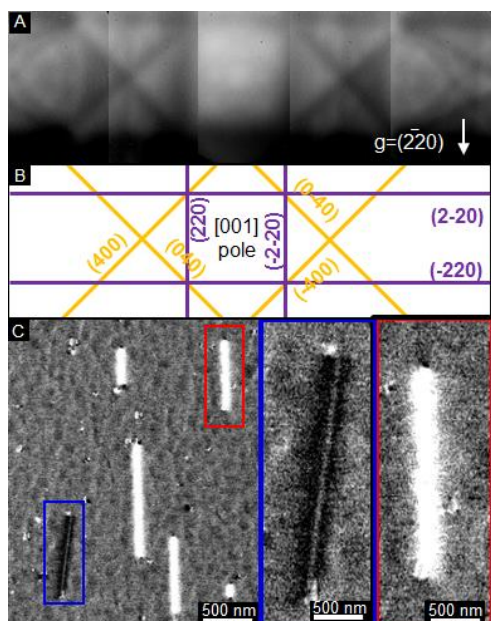 A
g=(2̄20)
B
(400)
(040)
(220)
[001]
pole
(-2-20)
(0-40)
(-400)
(2-20)
(-220)
C
500 nm
500 nm
500 nm